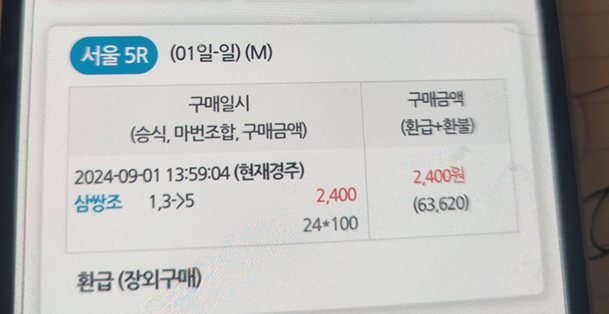 서울 5R (01일-일) (M)
구매일시
(승식, 마번조합, 구매금액)
구매금액
(환급+환불)
2024-09-01 13:59:04 (현재경주)
삼쌍조 1,3->5 2,400
24*100
2,400원
(63,620)
환급 (장외구매)